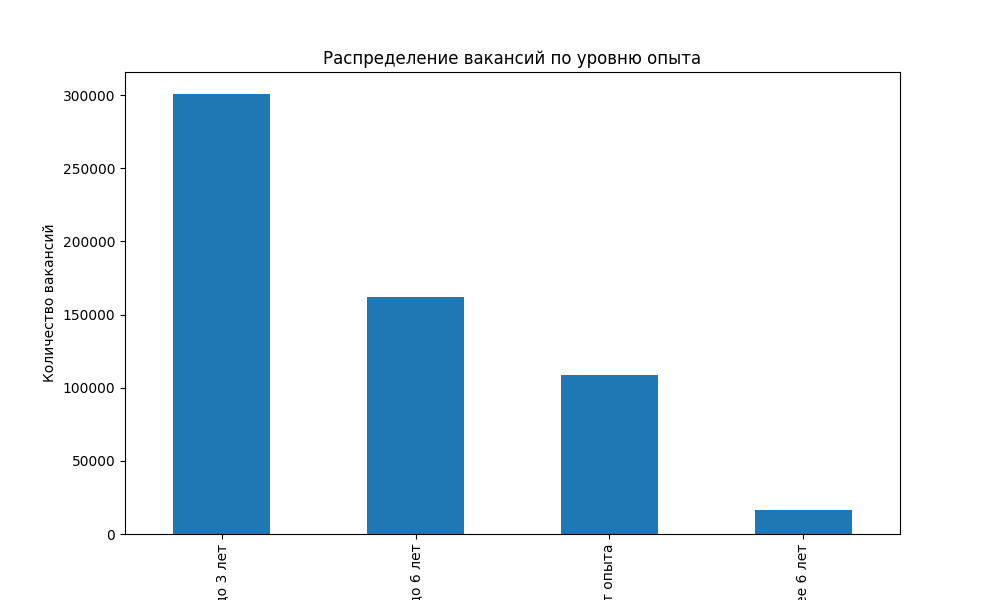 Распределение вакансий по уровню опыта
Количество вакансий
300000
250000
200000
150000
100000
50000
0
до 3 лет
до 6 лет
опыта
6 лет